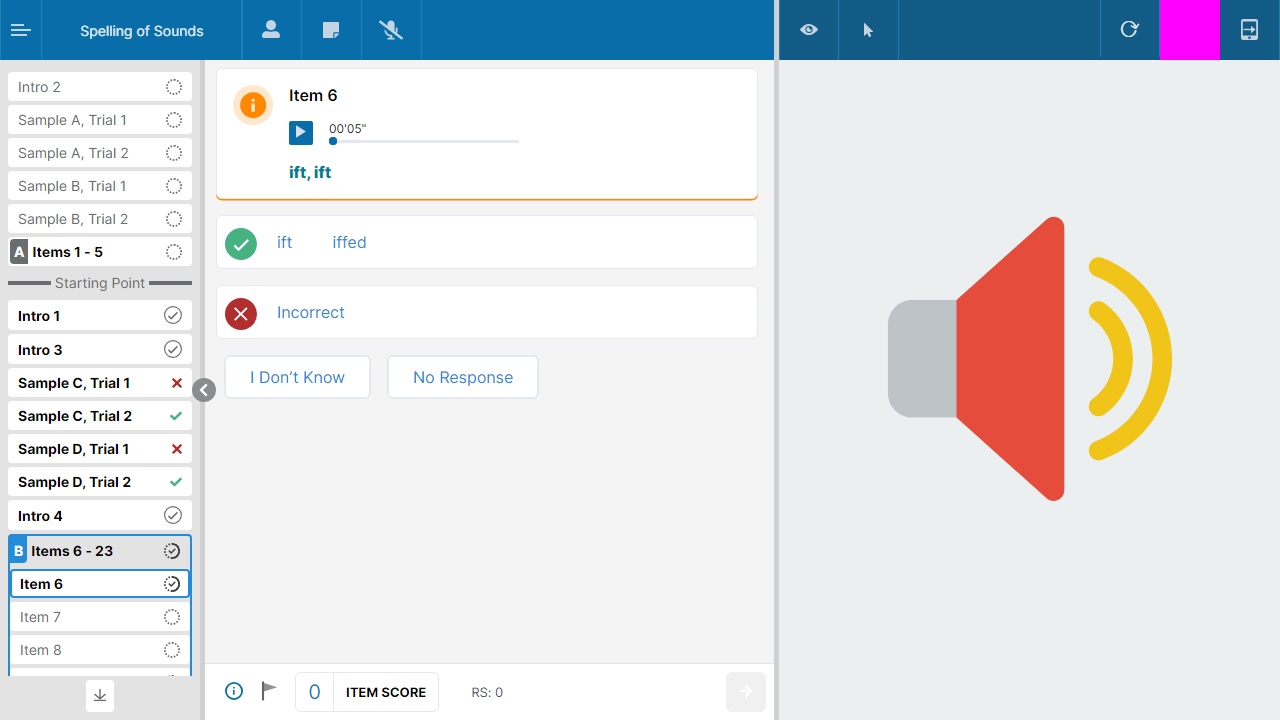 Spelling of Sounds
Intro 2
Sample A, Trial 1
Sample A, Trial 2
Sample B, Trial 1
Sample B, Trial 2
A Items 1 - 5
Starting Point
Intro 1
Intro 3
Sample C, Trial 1
Sample C, Trial 2
Sample D, Trial 1
Sample D, Trial 2
Intro 4
B Items 6 - 23
Item 6
Item 7
Item 8
Item 6
00'05"
ift, ift
ift iffed
Incorrect
I Don’t Know No Response
0 ITEM SCORE RS: 0